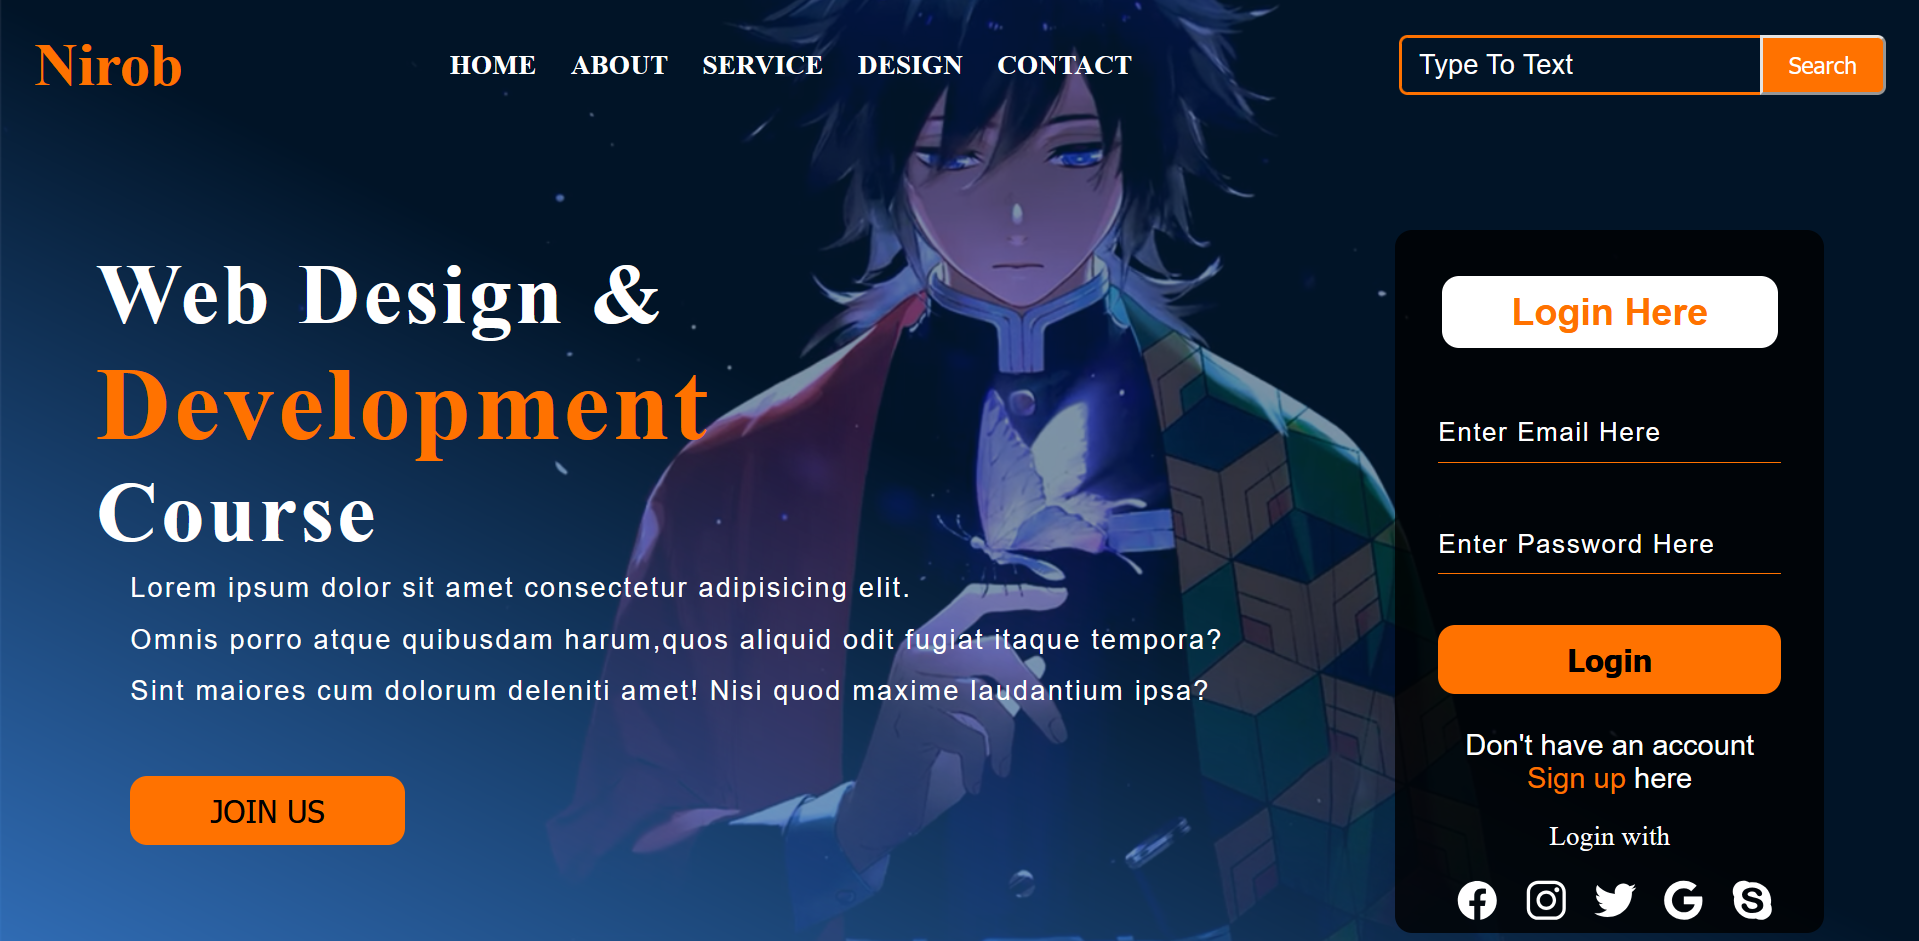 Nirob
HOME ABOUT SERVICE DESIGN CONTACT
Type To Text
Search
Web Design &
Development
Course
Lorem ipsum dolor sit amet consectetur adipisicing elit.
Omnis porro atque quibusdam harum,quos aliquid odit fugiat itaque tempora?
Sint maiores cum dolorum deleniti amet! Nisi quod maxime laudantium ipsa?
JOIN US
Login Here
Enter Email Here
Enter Password Here
Login
Don't have an account
Sign up here
Login with